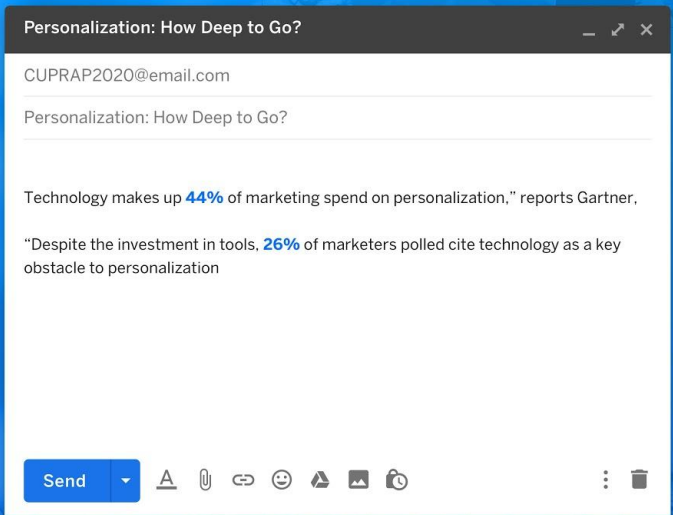 Personalization: How Deep to Go?
CUPRAP2020@email.com
Personalization: How Deep to Go?
Technology makes up 44% of marketing spend on personalization,” reports Gartner,
“Despite the investment in tools, 26% of marketers polled cite technology as a key
obstacle to personalization
Send